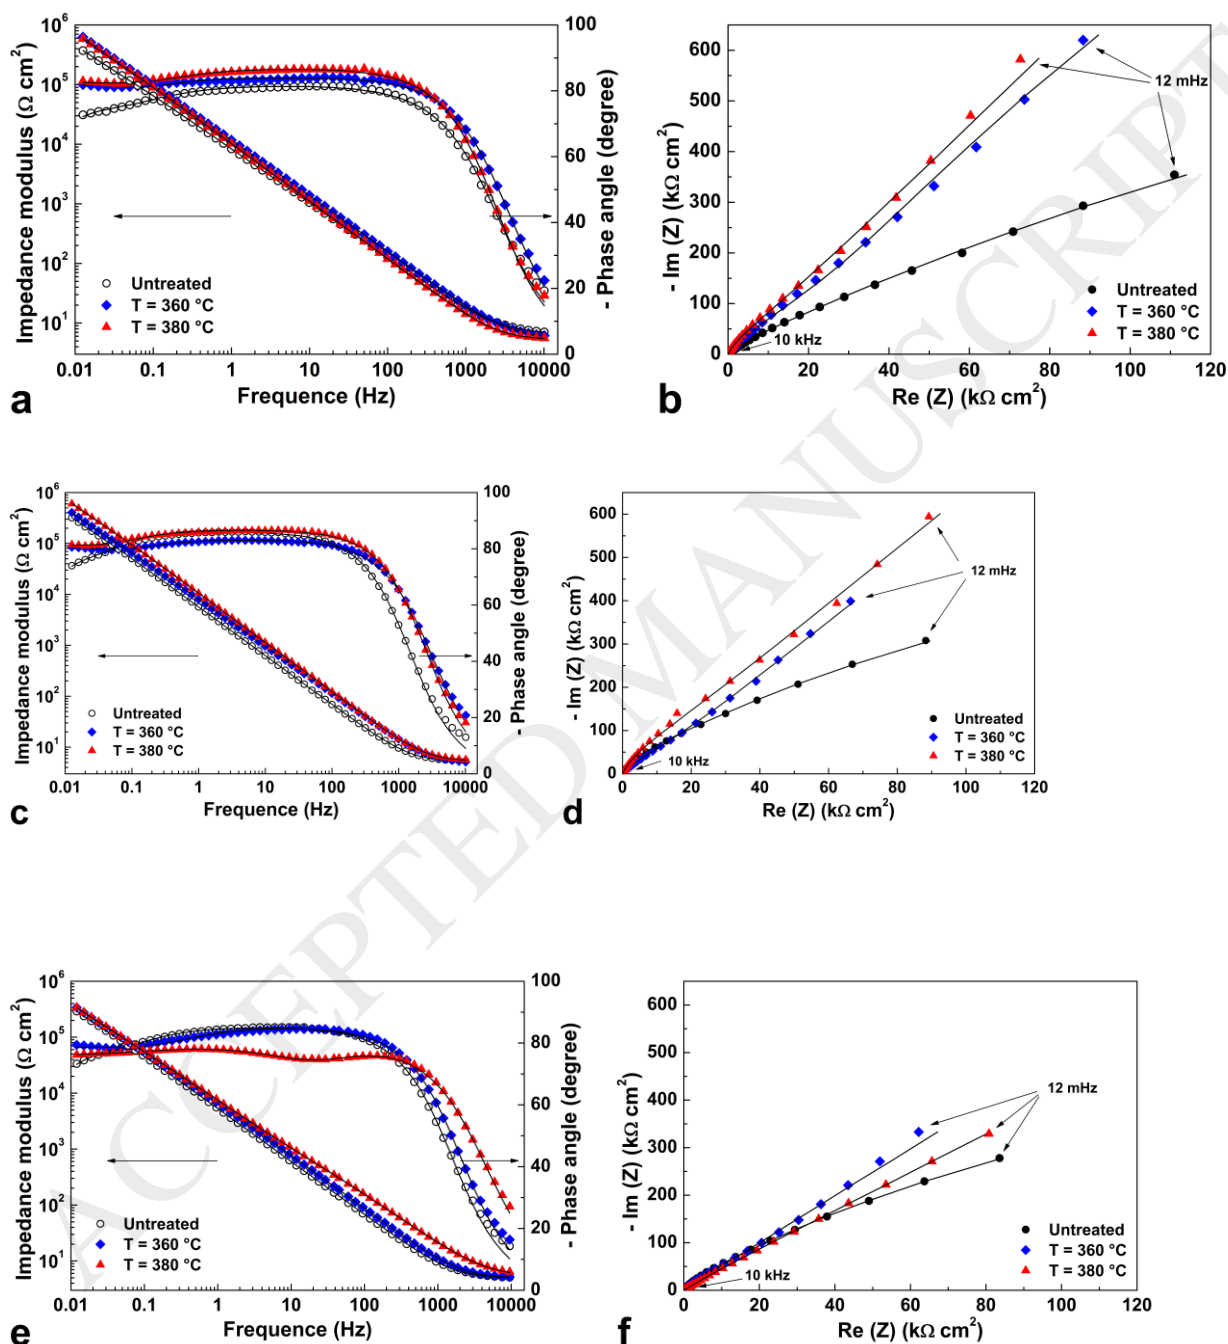 ACCEPTED MANUSCRIPT
Impedance modulus (Ω cm²)
10⁶
10⁵
10⁴
10³
10²
10¹
100
80
60
40
20
0
- Phase angle (degree)
Untreated
T = 360 °C
T = 380 °C
0.01 0.1 1 10 100 1000 10000
Frequence (Hz)
a
- Im (Z) (kΩ cm²)
600
500
400
300
200
100
0
12 mHz
10 kHz
Untreated
T = 360 °C
T = 380 °C
0 20 40 60 80 100 120
Re (Z) (kΩ cm²)
b
Impedance modulus (Ω cm²)
10⁶
10⁵
10⁴
10³
10²
10¹
100
80
60
40
20
0
- Phase angle (degree)
Untreated
T = 360 °C
T = 380 °C
0.01 0.1 1 10 100 1000 10000
Frequence (Hz)
c
- Im (Z) (kΩ cm²)
600
500
400
300
200
100
0
12 mHz
10 kHz
Untreated
T = 360 °C
T = 380 °C
0 20 40 60 80 100 120
Re (Z) (kΩ cm²)
d
Impedance modulus (Ω cm²)
10⁶
10⁵
10⁴
10³
10²
10¹
100
80
60
40
20
0
- Phase angle (degree)
Untreated
T = 360 °C
T = 380 °C
0.01 0.1 1 10 100 1000 10000
Frequence (Hz)
e
- Im (Z) (kΩ cm²)
600
500
400
300
200
100
0
12 mHz
10 kHz
Untreated
T = 360 °C
T = 380 °C
0 20 40 60 80 100 120
Re (Z) (kΩ cm²)
f